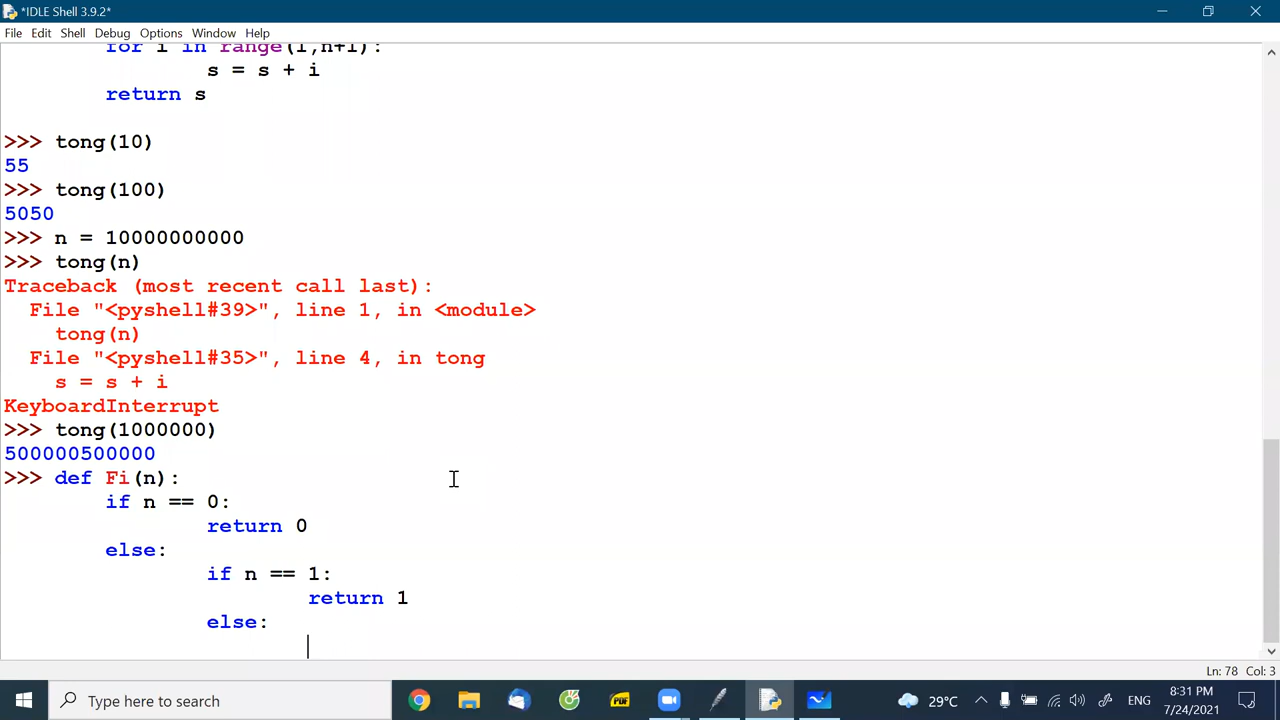 *IDLE Shell 3.9.2*
File Edit Shell Debug Options Window Help
for i in range(1,n+1):
s = s + i
return s
>>> tong(10)
55
>>> tong(100)
5050
>>> n = 10000000000
>>> tong(n)
Traceback (most recent call last):
File "<pyshell#39>", line 1, in <module>
tong(n)
File "<pyshell#35>", line 4, in tong
s = s + i
KeyboardInterrupt
>>> tong(1000000)
500000500000
>>> def Fi(n):
if n == 0:
return 0
else:
if n == 1:
return 1
else:
Ln: 78 Col: 3
Type here to search
PDF
29°C
ENG
8:31 PM
7/24/2021